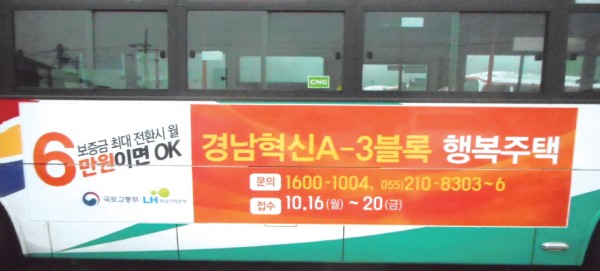 CNG
6
보증금 최대 전환시 월
만원이면 OK
국토교통부 LH
경남혁신A-3블록 행복주택
문의 1600-1004, 055)210-8303~6
접수 10.16(월) ~ 20(금)